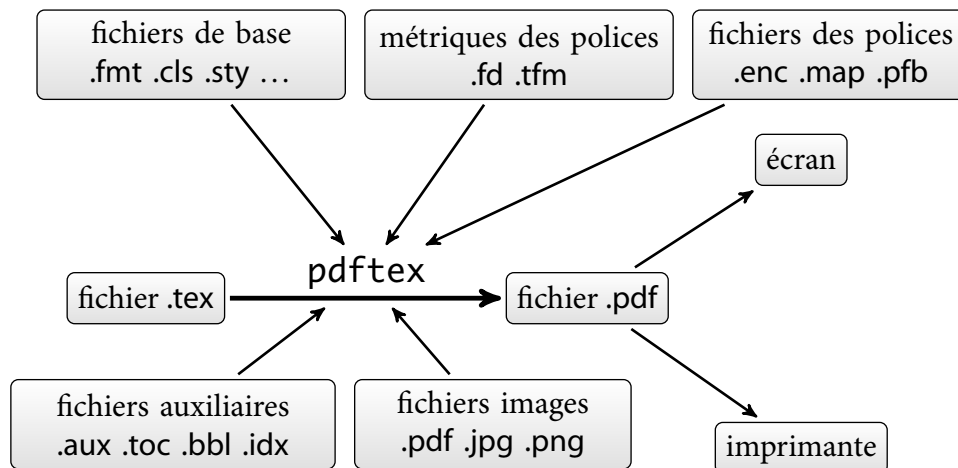 fichiers de base
.fmt .cls .sty …
métriques des polices
.fd .tfm
fichiers des polices
.enc .map .pfb
écran
pdftex
fichier .tex
fichier .pdf
fichiers auxiliaires
.aux .toc .bbl .idx
fichiers images
.pdf .jpg .png
imprimante